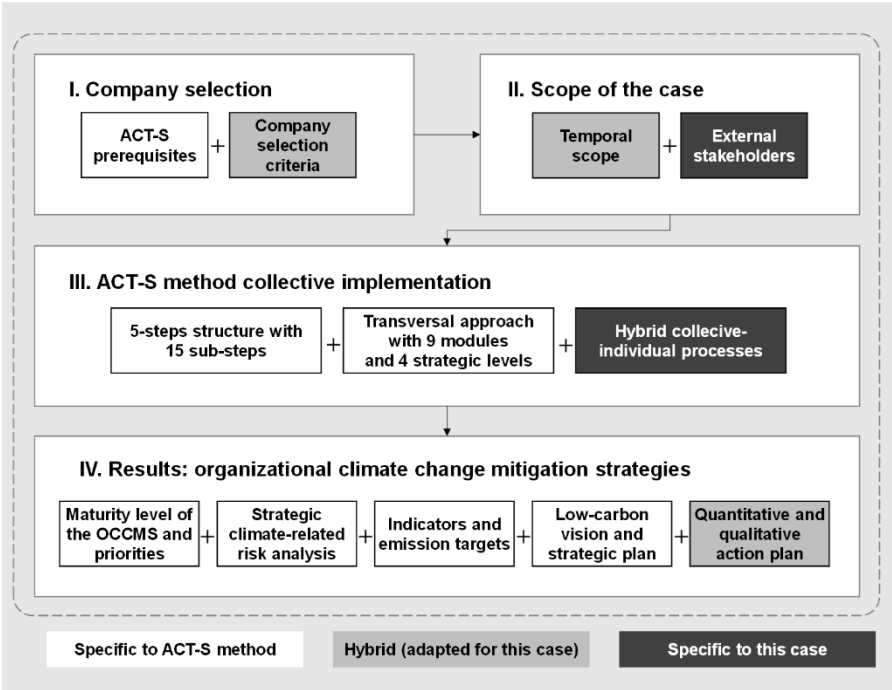 I. Company selection
ACT-S
prerequisites
+
Company
selection
criteria
II. Scope of the case
Temporal
scope
+
External
stakeholders
III. ACT-S method collective implementation
5-steps structure with
15 sub-steps
+
Transversal approach
with 9 modules
and 4 strategic levels
+
Hybrid collecive-
individual processes
IV. Results: organizational climate change mitigation strategies
Maturity level of
the OCCMS and
priorities
+
Strategic
climate-related
risk analysis
+
Indicators and
emission targets
+
Low-carbon
vision and
strategic plan
+
Quantitative and
qualitative
action plan
Specific to ACT-S method
Hybrid (adapted for this case)
Specific to this case